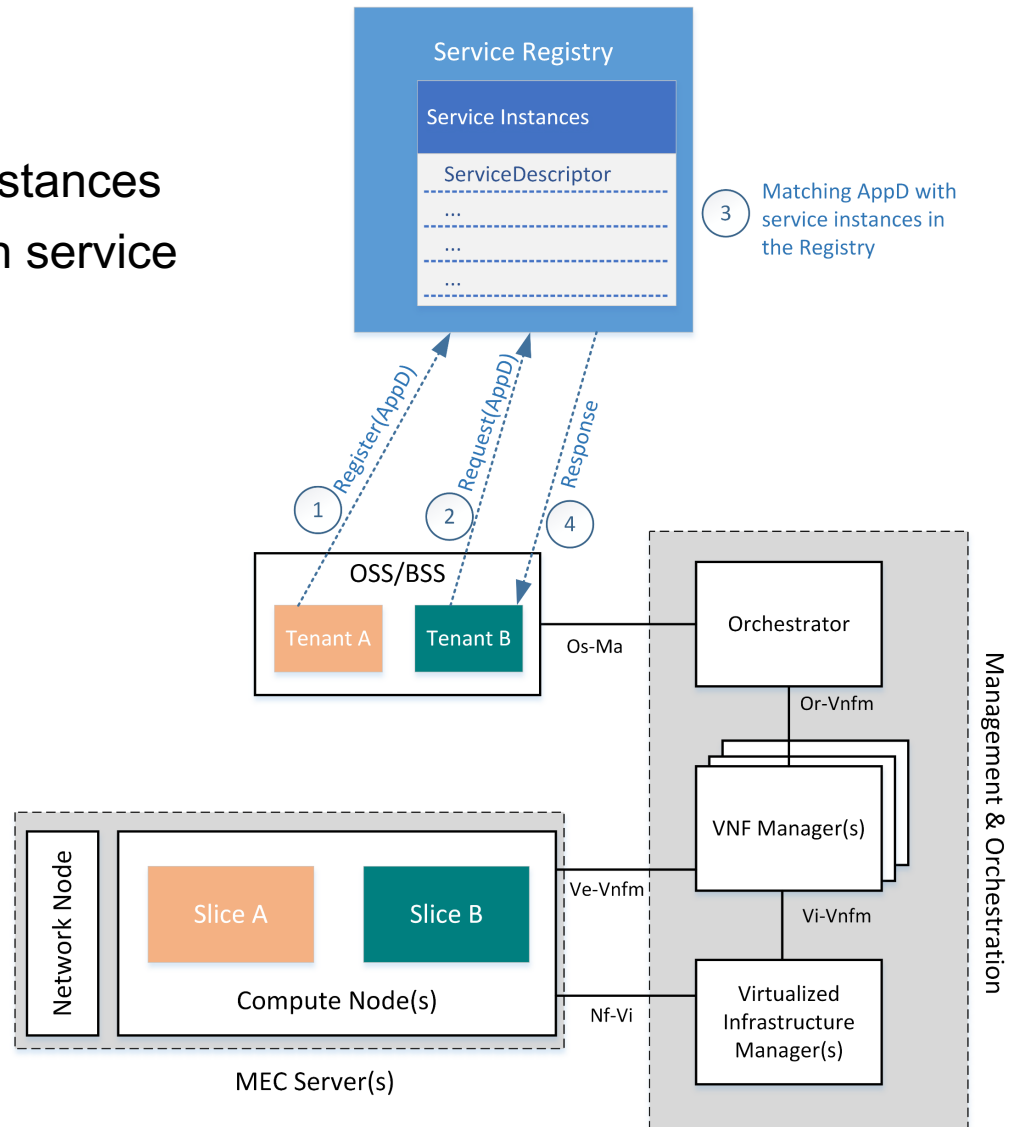 Service Registry
Service Instances
ServiceDescriptor
...
...
...
service
3
Matching AppD with
service instances in
the Registry
Register(AppD)
Request(AppD)
Response
1
2
4
OSS/BSS
Tenant A
Tenant B
Os-Ma
Orchestrator
Or-Vnfm
VNF Manager(s)
Ve-Vnfm
Vi-Vnfm
Virtualized
Infrastructure
Manager(s)
Nf-Vi
Management & Orchestration
Network Node
Slice A
Slice B
Compute Node(s)
MEC Server(s)